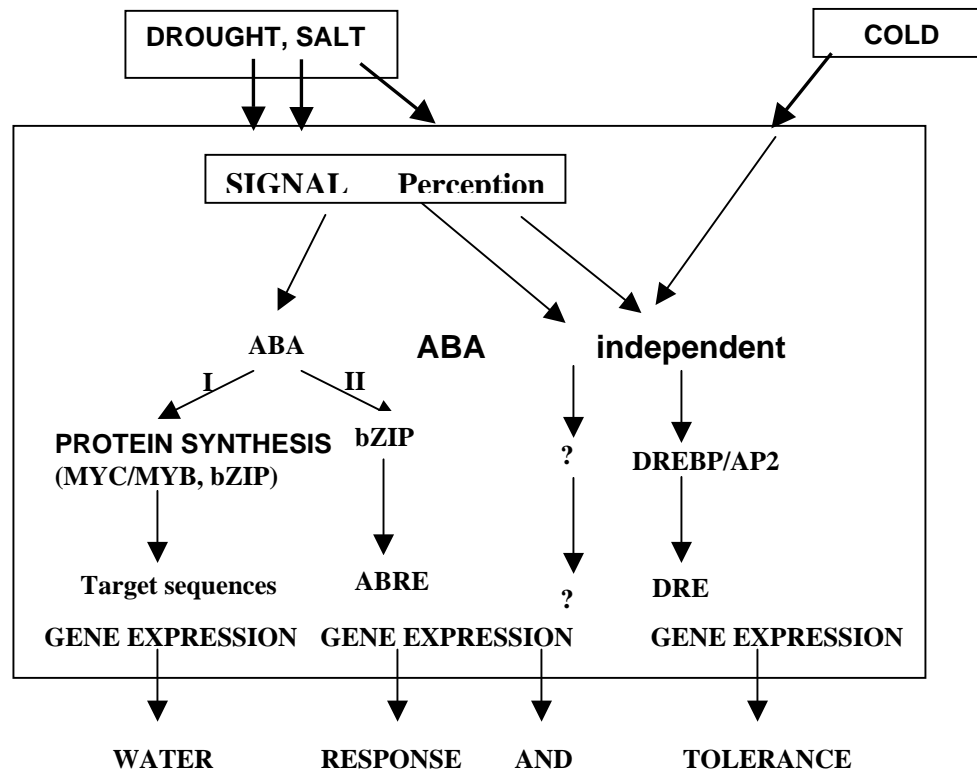 DROUGHT, SALT COLD
SIGNAL Perception
ABA ABA independent
I II
PROTEIN SYNTHESIS bZIP
(MYC/MYB, bZIP) ? DREBP/AP2
Target sequences ABRE ? DRE
GENE EXPRESSION GENE EXPRESSION GENE EXPRESSION
WATER RESPONSE AND TOLERANCE